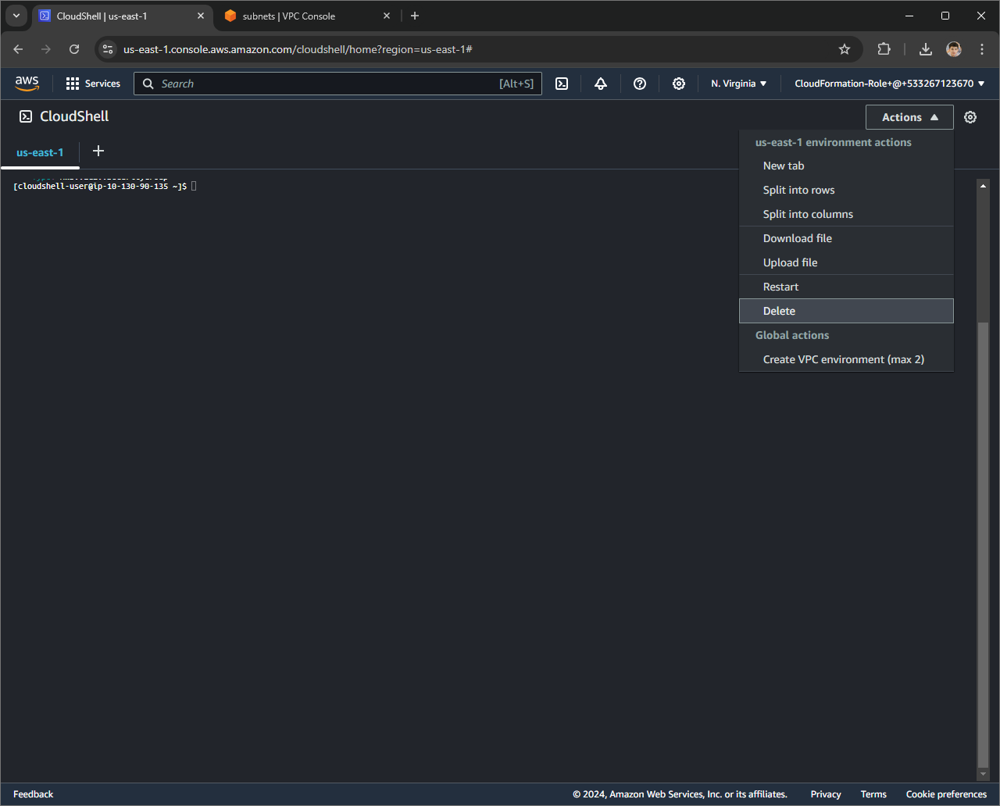 CloudShell | us-east-1
subnets | VPC Console
us-east-1.console.aws.amazon.com/cloudshell/home?region=us-east-1#
aws
Services
Search
[Alt+S]
N. Virginia
CloudFormation-Role+@+533267123670
CloudShell
Actions
us-east-1
us-east-1 environment actions
New tab
Split into rows
Split into columns
Download file
Upload file
Restart
Delete
Global actions
Create VPC environment (max 2)
[cloudshell-user@ip-10-130-90-135 ~]$
Feedback
© 2024, Amazon Web Services, Inc. or its affiliates.
Privacy
Terms
Cookie preferences